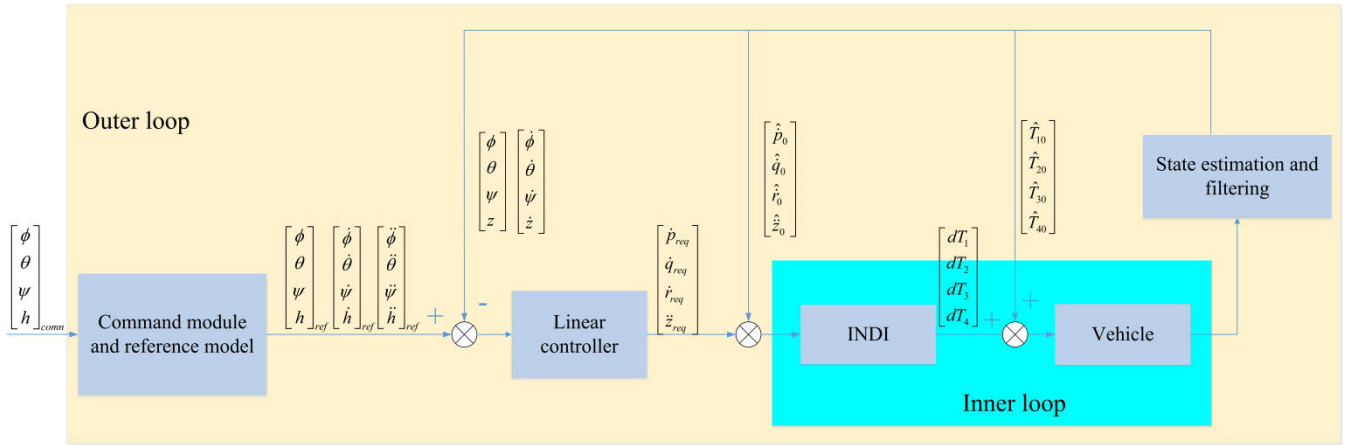 Outer loop
ϕ
θ
ψ
h
comn
Command module
and reference model
ϕ
θ
ψ
h
ref
ϕ̇
θ̇
ψ̇
ḣ
ref
ϕ̈
θ̈
ψ̈
ḧ
ref
+
-
ϕ
θ
ψ
z
ϕ̇
θ̇
ψ̇
ż
Linear
controller
ṗreq
q̇req
ṙreq
z̈req
ṗ̂0
q̇̂0
ṙ̂0
z̈̂0
INDI
dT1
dT2
dT3
dT4
+
T̂10
T̂20
T̂30
T̂40
+
Vehicle
Inner loop
State estimation and
filtering